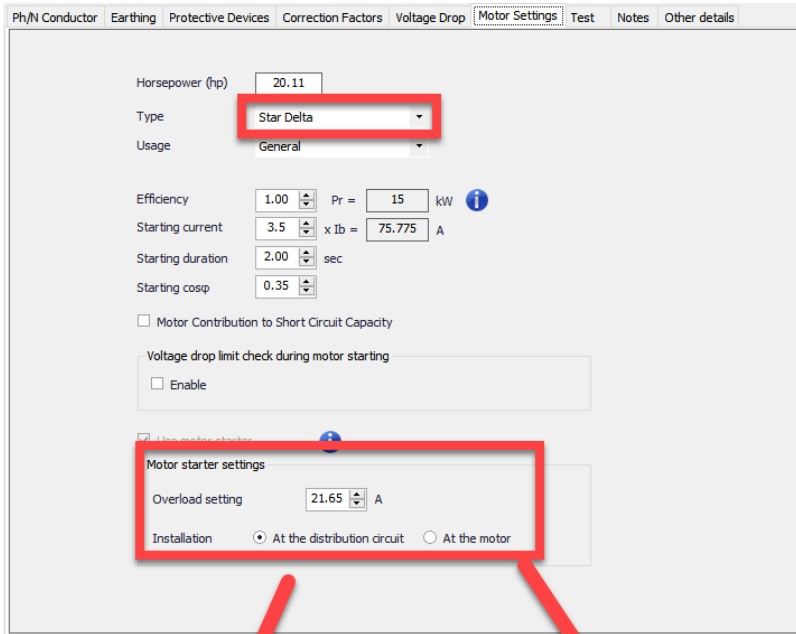 Ph/N Conductor Earthing Protective Devices Correction Factors Voltage Drop Motor Settings Test Notes Other details
Horsepower (hp) 20.11
Type Star Delta
Usage General
Efficiency 1.00 Pr = 15 kW
Starting current 3.5 x Ib = 75.775 A
Starting duration 2.00 sec
Starting cosφ 0.35
Motor Contribution to Short Circuit Capacity
Voltage drop limit check during motor starting
Enable
Use motor starter
Motor starter settings
Overload setting 21.65 A
Installation At the distribution circuit At the motor